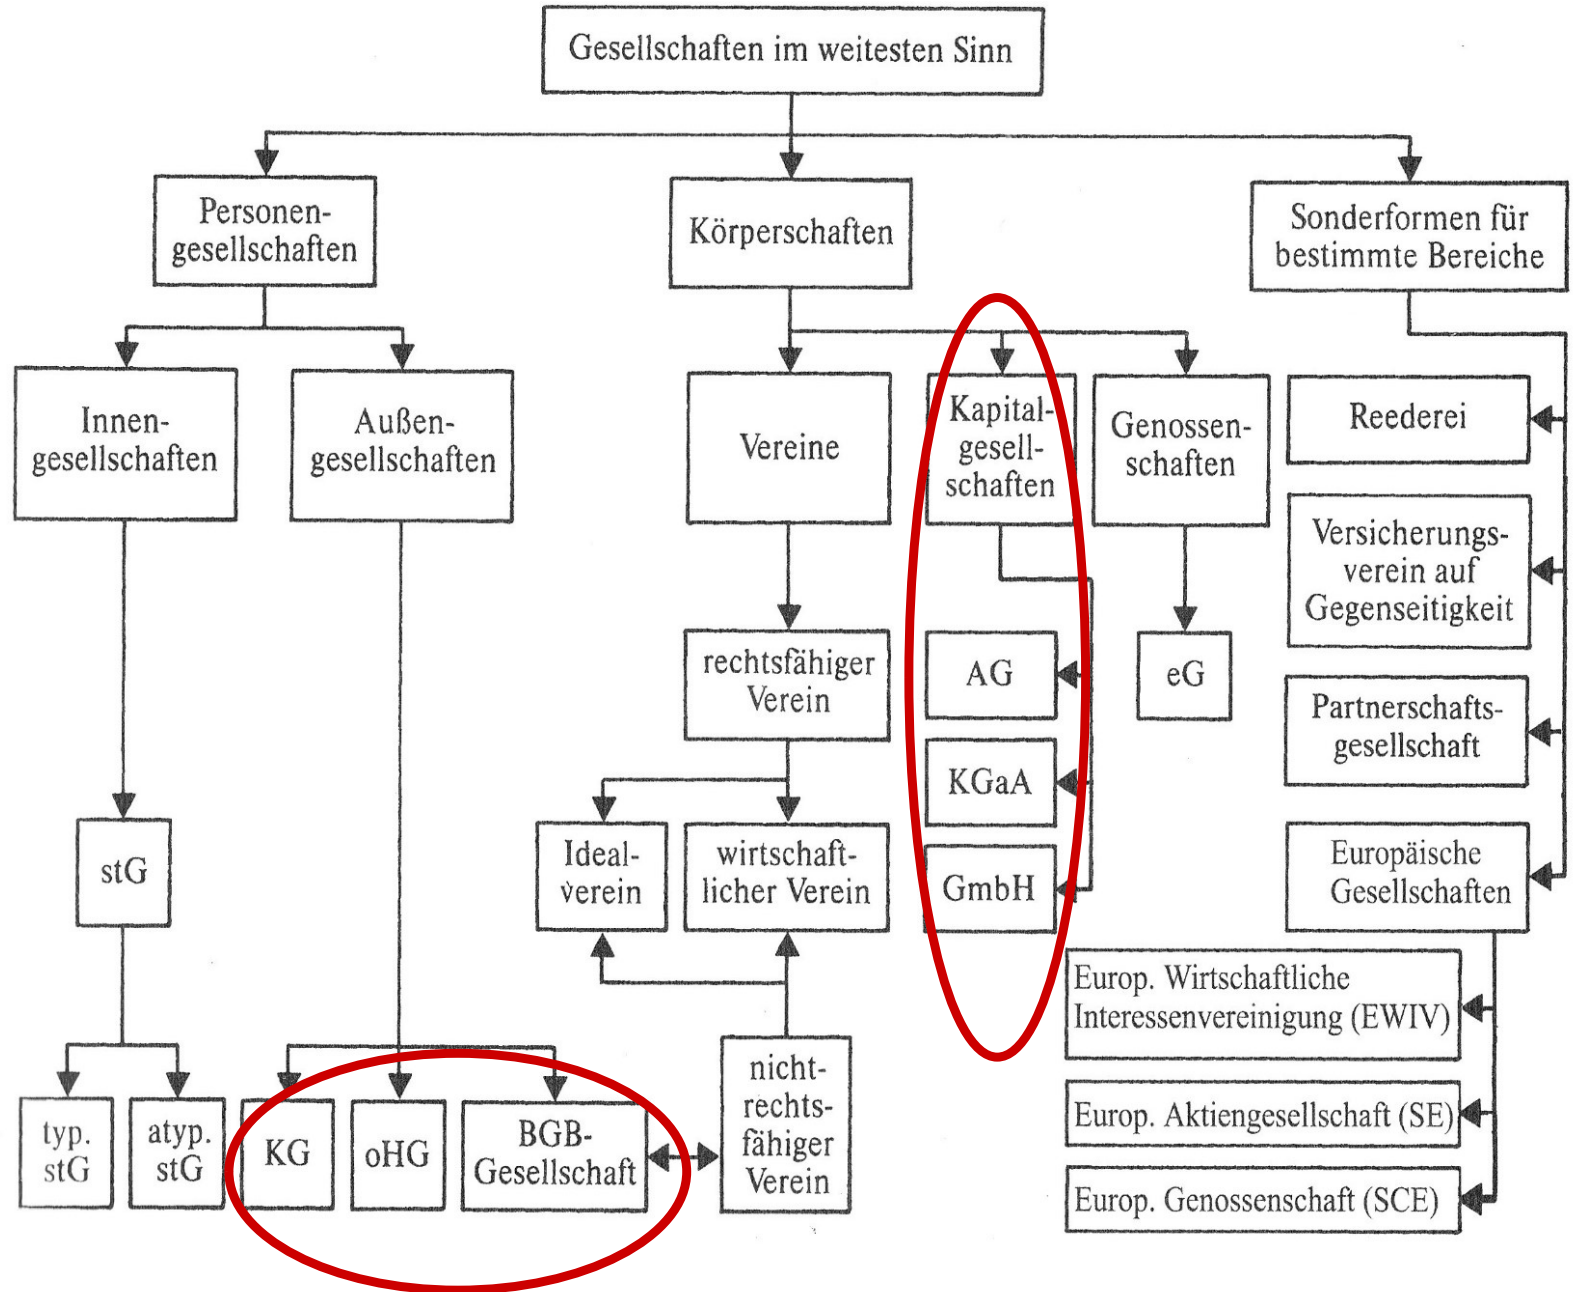 Gesellschaften im weitesten Sinn
Personen-
gesellschaften
Körperschaften
Sonderformen für
bestimmte Bereiche
Innen-
gesellschaften
Außen-
gesellschaften
Vereine
Kapital-
gesell-
schaften
Genossen-
schaften
Reederei
Versicherungs-
verein auf
Gegenseitigkeit
rechtsfähiger
Verein
AG
eG
Partnerschafts-
gesellschaft
KGaA
stG
Ideal-
verein
wirtschaft-
licher Verein
GmbH
Europäische
Gesellschaften
Europ. Wirtschaftliche
Interessenvereinigung (EWIV)
typ.
stG
atyp.
stG
KG
oHG
BGB-
Gesellschaft
nicht-
rechts-
fähiger
Verein
Europ. Aktiengesellschaft (SE)
Europ. Genossenschaft (SCE)